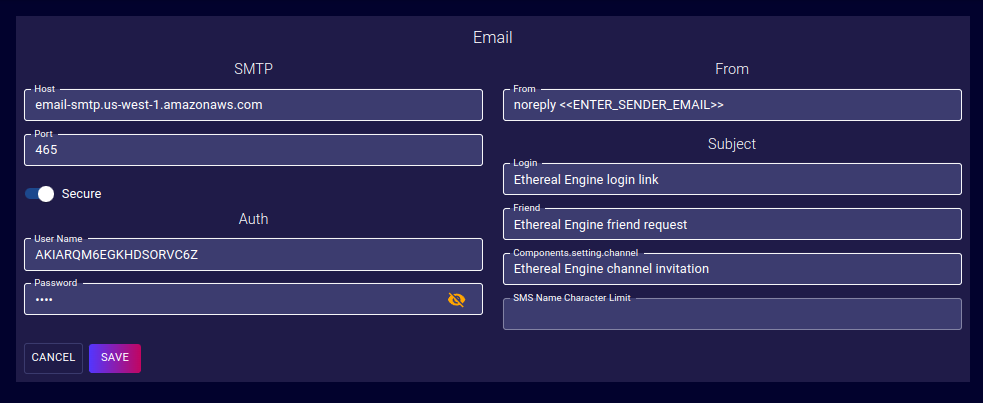 Email
SMTP
Host
email-smtp.us-west-1.amazonaws.com
Port
465
Secure
Auth
User Name
AKIARQM6EGKHDSORVC6Z
Password
••••
CANCEL
SAVE
From
From
noreply <<ENTER_SENDER_EMAIL>>
Subject
Login
Ethereal Engine login link
Friend
Ethereal Engine friend request
Components.setting.channel
Ethereal Engine channel invitation
SMS Name Character Limit